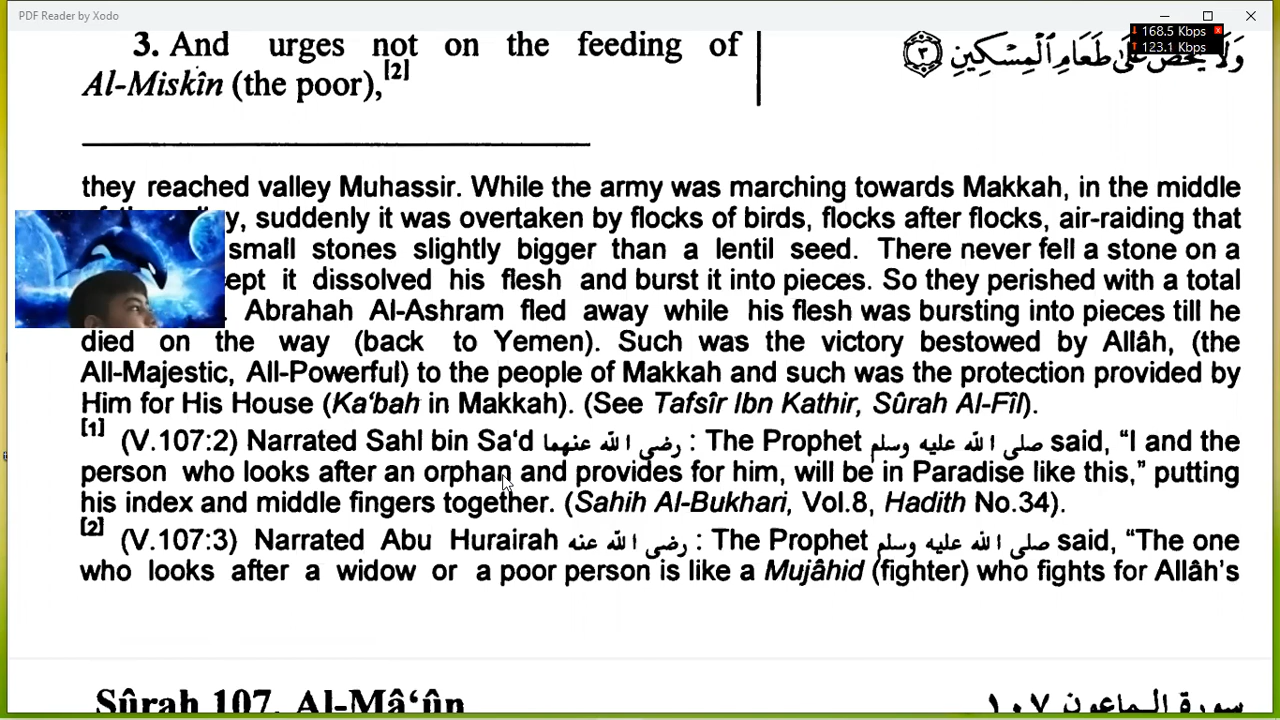 PDF Reader by Xodo
168.5 Kbps x
123.1 Kbps
3. And urges not on the feeding of
Al-Miskîn (the poor),[2]
وَلَا يَحُضُّ عَلَىٰ طَعَامِ ٱلْمِسْكِينِ ٣
they reached valley Muhassir. While the army was marching towards Makkah, in the middle
suddenly it was overtaken by flocks of birds, flocks after flocks, air-raiding that
small stones slightly bigger than a lentil seed. There never fell a stone on a
it dissolved his flesh and burst it into pieces. So they perished with a total
Abrahah Al-Ashram fled away while his flesh was bursting into pieces till he
died on the way (back to Yemen). Such was the victory bestowed by Allâh, (the
All-Majestic, All-Powerful) to the people of Makkah and such was the protection provided by
Him for His House (Ka‘bah in Makkah). (See Tafsîr Ibn Kathir, Sûrah Al-Fîl).
[1] (V.107:2) Narrated Sahl bin Sa‘d رضي الله عنهما : The Prophet صلى الله عليه وسلم said, “I and the
person who looks after an orphan and provides for him, will be in Paradise like this,” putting
his index and middle fingers together. (Sahih Al-Bukhari, Vol.8, Hadith No.34).
[2] (V.107:3) Narrated Abu Hurairah رضي الله عنه : The Prophet صلى الله عليه وسلم said, “The one
who looks after a widow or a poor person is like a Mujâhid (fighter) who fights for Allâh’s
Sûrah 107. Al-Mâ‘ûn
سورة الماعون ١٠٧